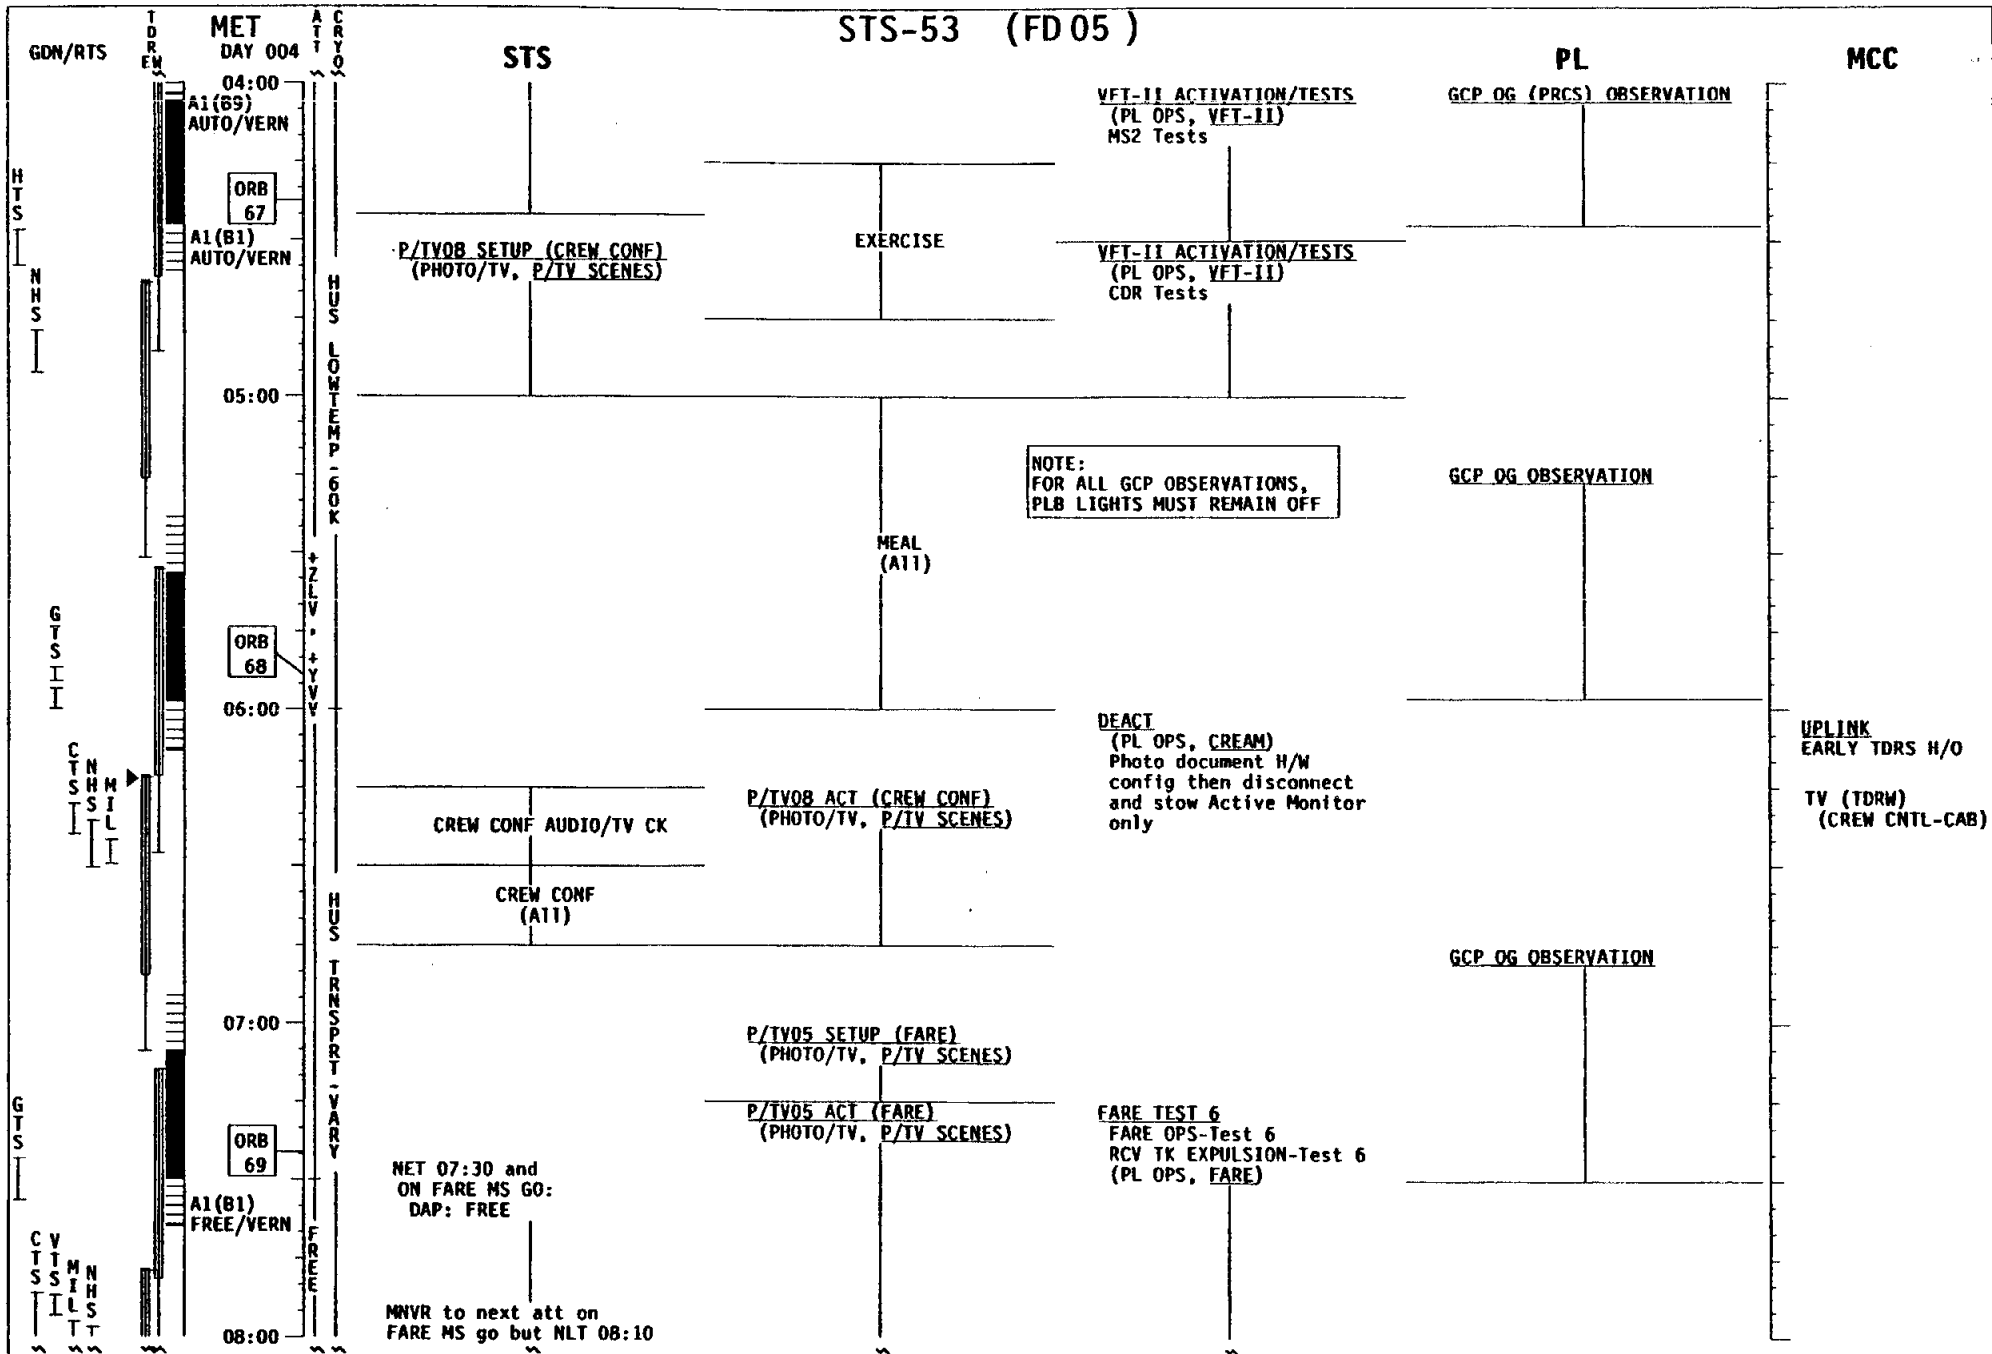 STS-53 (FD 05)
GDN/RTS
TDRE W
MET
DAY 004
ATT
CRYO
STS
PL
MCC
04:00
A1(B9)
AUTO/VERN
ORB
67
A1(B1)
AUTO/VERN
HTS
NHS
05:00
GTS
ORB
68
06:00
CTS
NHS
MIL
07:00
GTS
ORB
69
A1(B1)
FREE/VERN
CTS
VTS
MIL
NHS
08:00
+ZLV, +YVV
FREE
HUS LOWTEMP-60K
HUS TRNSPRT-VARY
P/TV08 SETUP (CREW CONF)
(PHOTO/TV, P/TV SCENES)
CREW CONF AUDIO/TV CK
CREW CONF
(All)
NET 07:30 and
ON FARE MS GO:
DAP: FREE
MNVR to next att on
FARE MS go but NLT 08:10
EXERCISE
MEAL
(All)
P/TV08 ACT (CREW CONF)
(PHOTO/TV, P/TV SCENES)
P/TV05 SETUP (FARE)
(PHOTO/TV, P/TV SCENES)
P/TV05 ACT (FARE)
(PHOTO/TV, P/TV SCENES)
VFT-II ACTIVATION/TESTS
(PL OPS, VFT-II)
MS2 Tests
VFT-II ACTIVATION/TESTS
(PL OPS, VFT-II)
CDR Tests
NOTE:
FOR ALL GCP OBSERVATIONS,
PLB LIGHTS MUST REMAIN OFF
DEACT
(PL OPS, CREAM)
Photo document H/W
config then disconnect
and stow Active Monitor
only
FARE TEST 6
FARE OPS-Test 6
RCV TK EXPULSION-Test 6
(PL OPS, FARE)
GCP OG (PRCS) OBSERVATION
GCP OG OBSERVATION
GCP OG OBSERVATION
UPLINK
EARLY TDRS H/O
TV (TDRW)
(CREW CNTL-CAB)